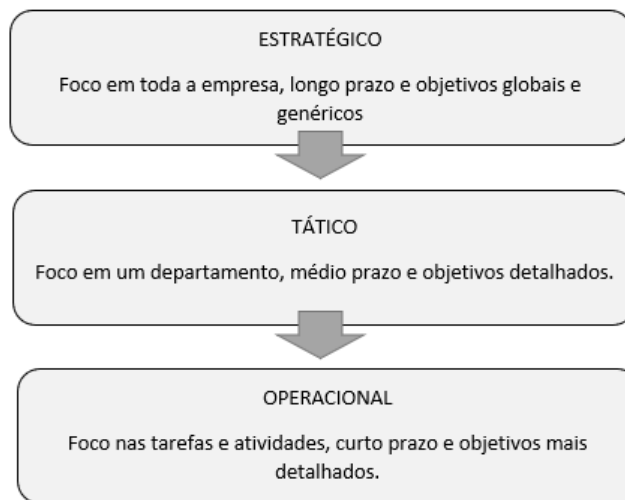 ESTRATÉGICO
Foco em toda a empresa, longo prazo e objetivos globais e
genéricos
TÁTICO
Foco em um departamento, médio prazo e objetivos detalhados.
OPERACIONAL
Foco nas tarefas e atividades, curto prazo e objetivos mais
detalhados.